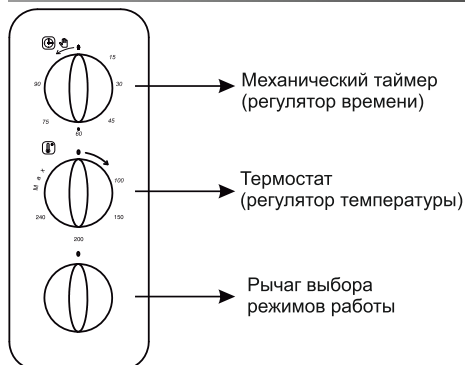 15
90
30
75
45
60
Механический таймер
(регулятор времени)
М а х
100
240
150
200
Термостат
(регулятор температуры)
Рычаг выбора
режимов работы